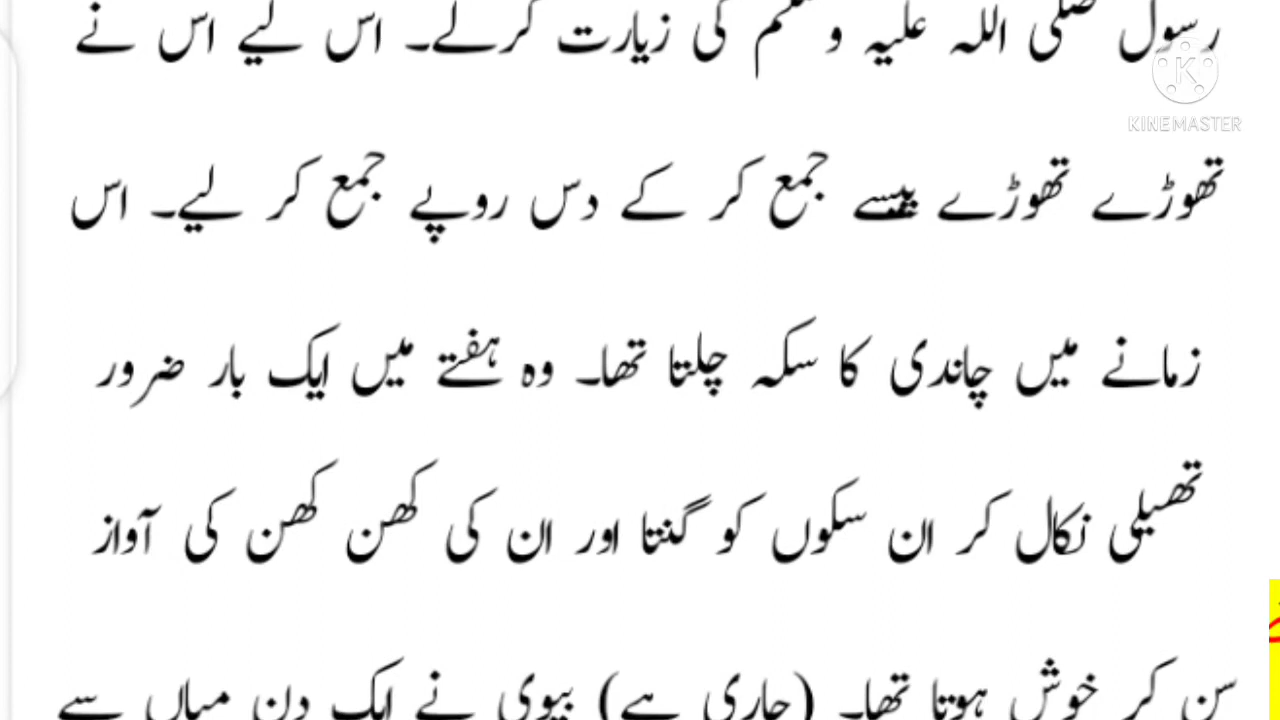 رسول صلی اللہ علیہ وسلم کی زیارت کرلے۔ اس لیے اس نے
KINEMASTER
تھوڑے تھوڑے پیسے جمع کر کے دس روپے جمع کر لیے۔ اس
زمانے میں چاندی کا سکہ چلتا تھا۔ وہ ہفتے میں ایک بار ضرور
تھیلی نکال کر ان سکوں کو گنتا اور ان کی کھن کھن کی آواز
سن کر خوش ہوتا تھا۔ (جاری ہے) بیوی نے ایک دن میاں سے